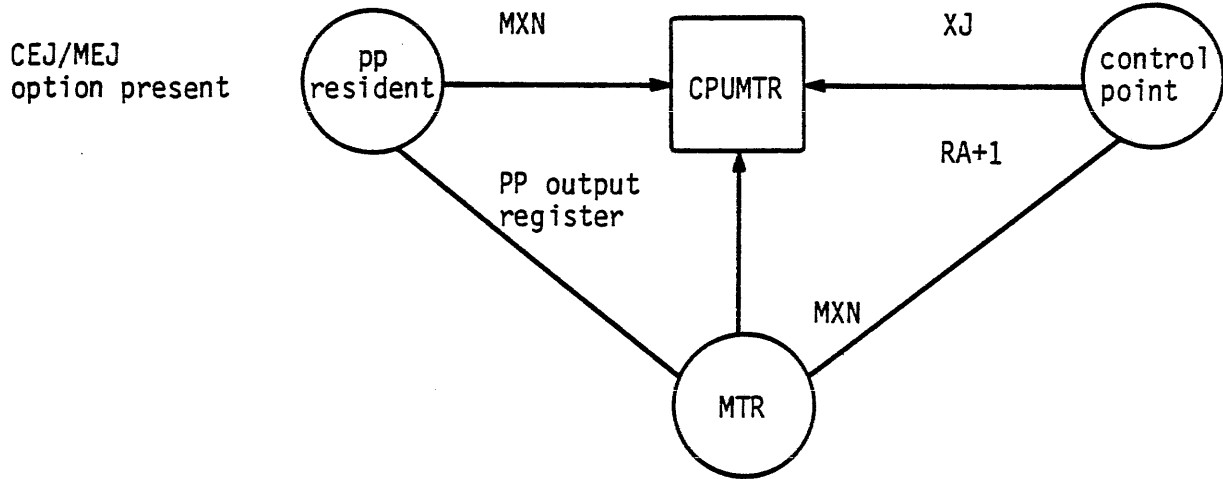 MXN
XJ
CEJ/MEJ
option present
pp
resident
CPUMTR
control
point
RA+1
PP output
register
MXN
MTR